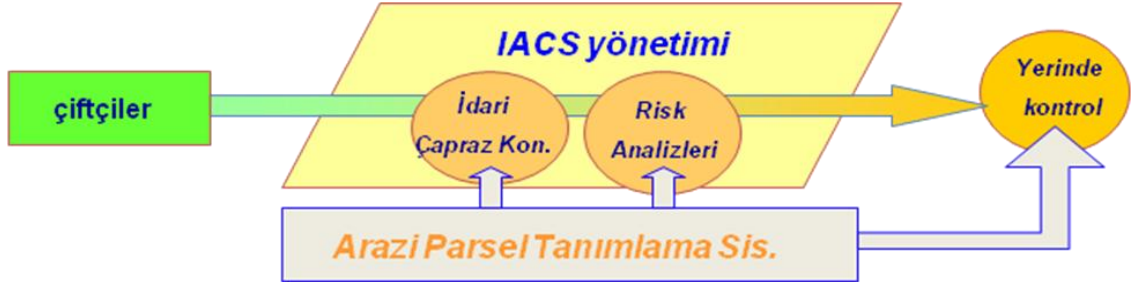 IACS yönetimi
çiftçiler
İdari
Çapraz Kon.
Risk
Analizleri
Yerinde
kontrol
Arazi Parsel Tanımlama Sis.